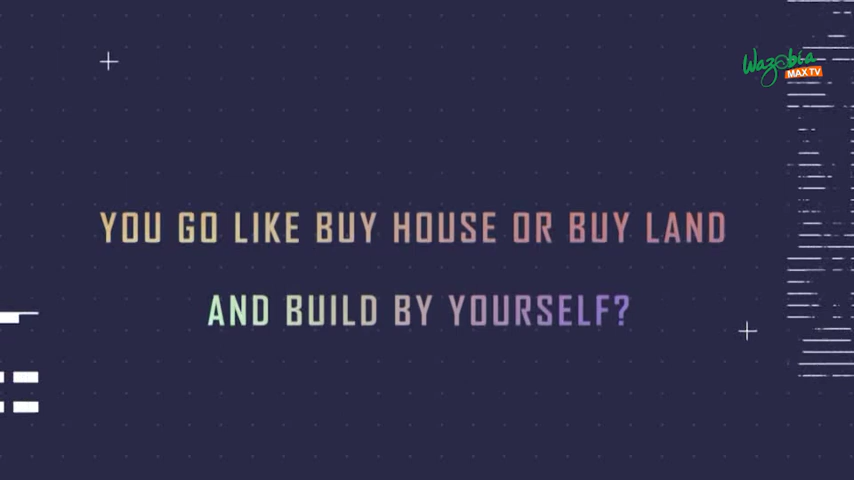 Wazobia
MAX TV
YOU GO LIKE BUY HOUSE OR BUY LAND
AND BUILD BY YOURSELF?